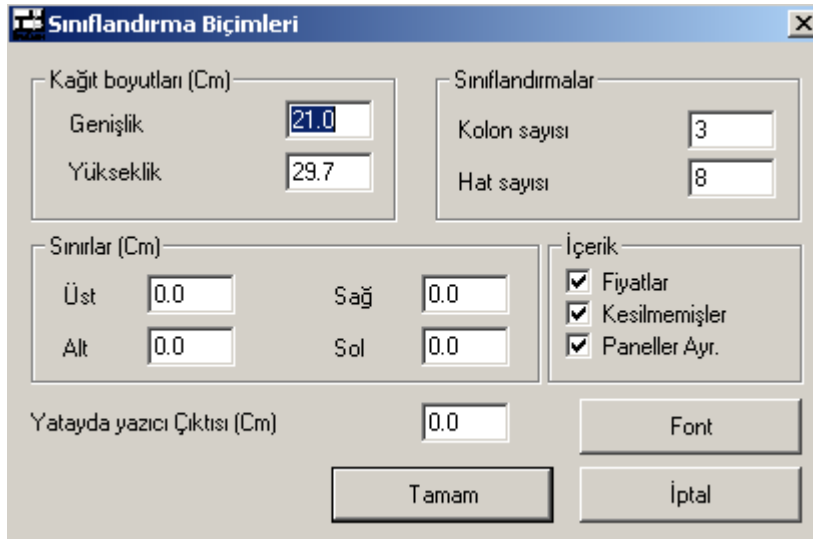 Sınıflandırma Biçimleri
Kağıt boyutları (Cm)
Genişlik 21.0
Yükseklik 29.7
Sınıflandırmalar
Kolon sayısı 3
Hat sayısı 8
Sınırlar (Cm)
Üst 0.0 Sağ 0.0
Alt 0.0 Sol 0.0
İçerik
Fiyatlar
Kesilmemişler
Paneller Ayr.
Yatayda yazıcı Çıktısı (Cm) 0.0
Font
Tamam
İptal